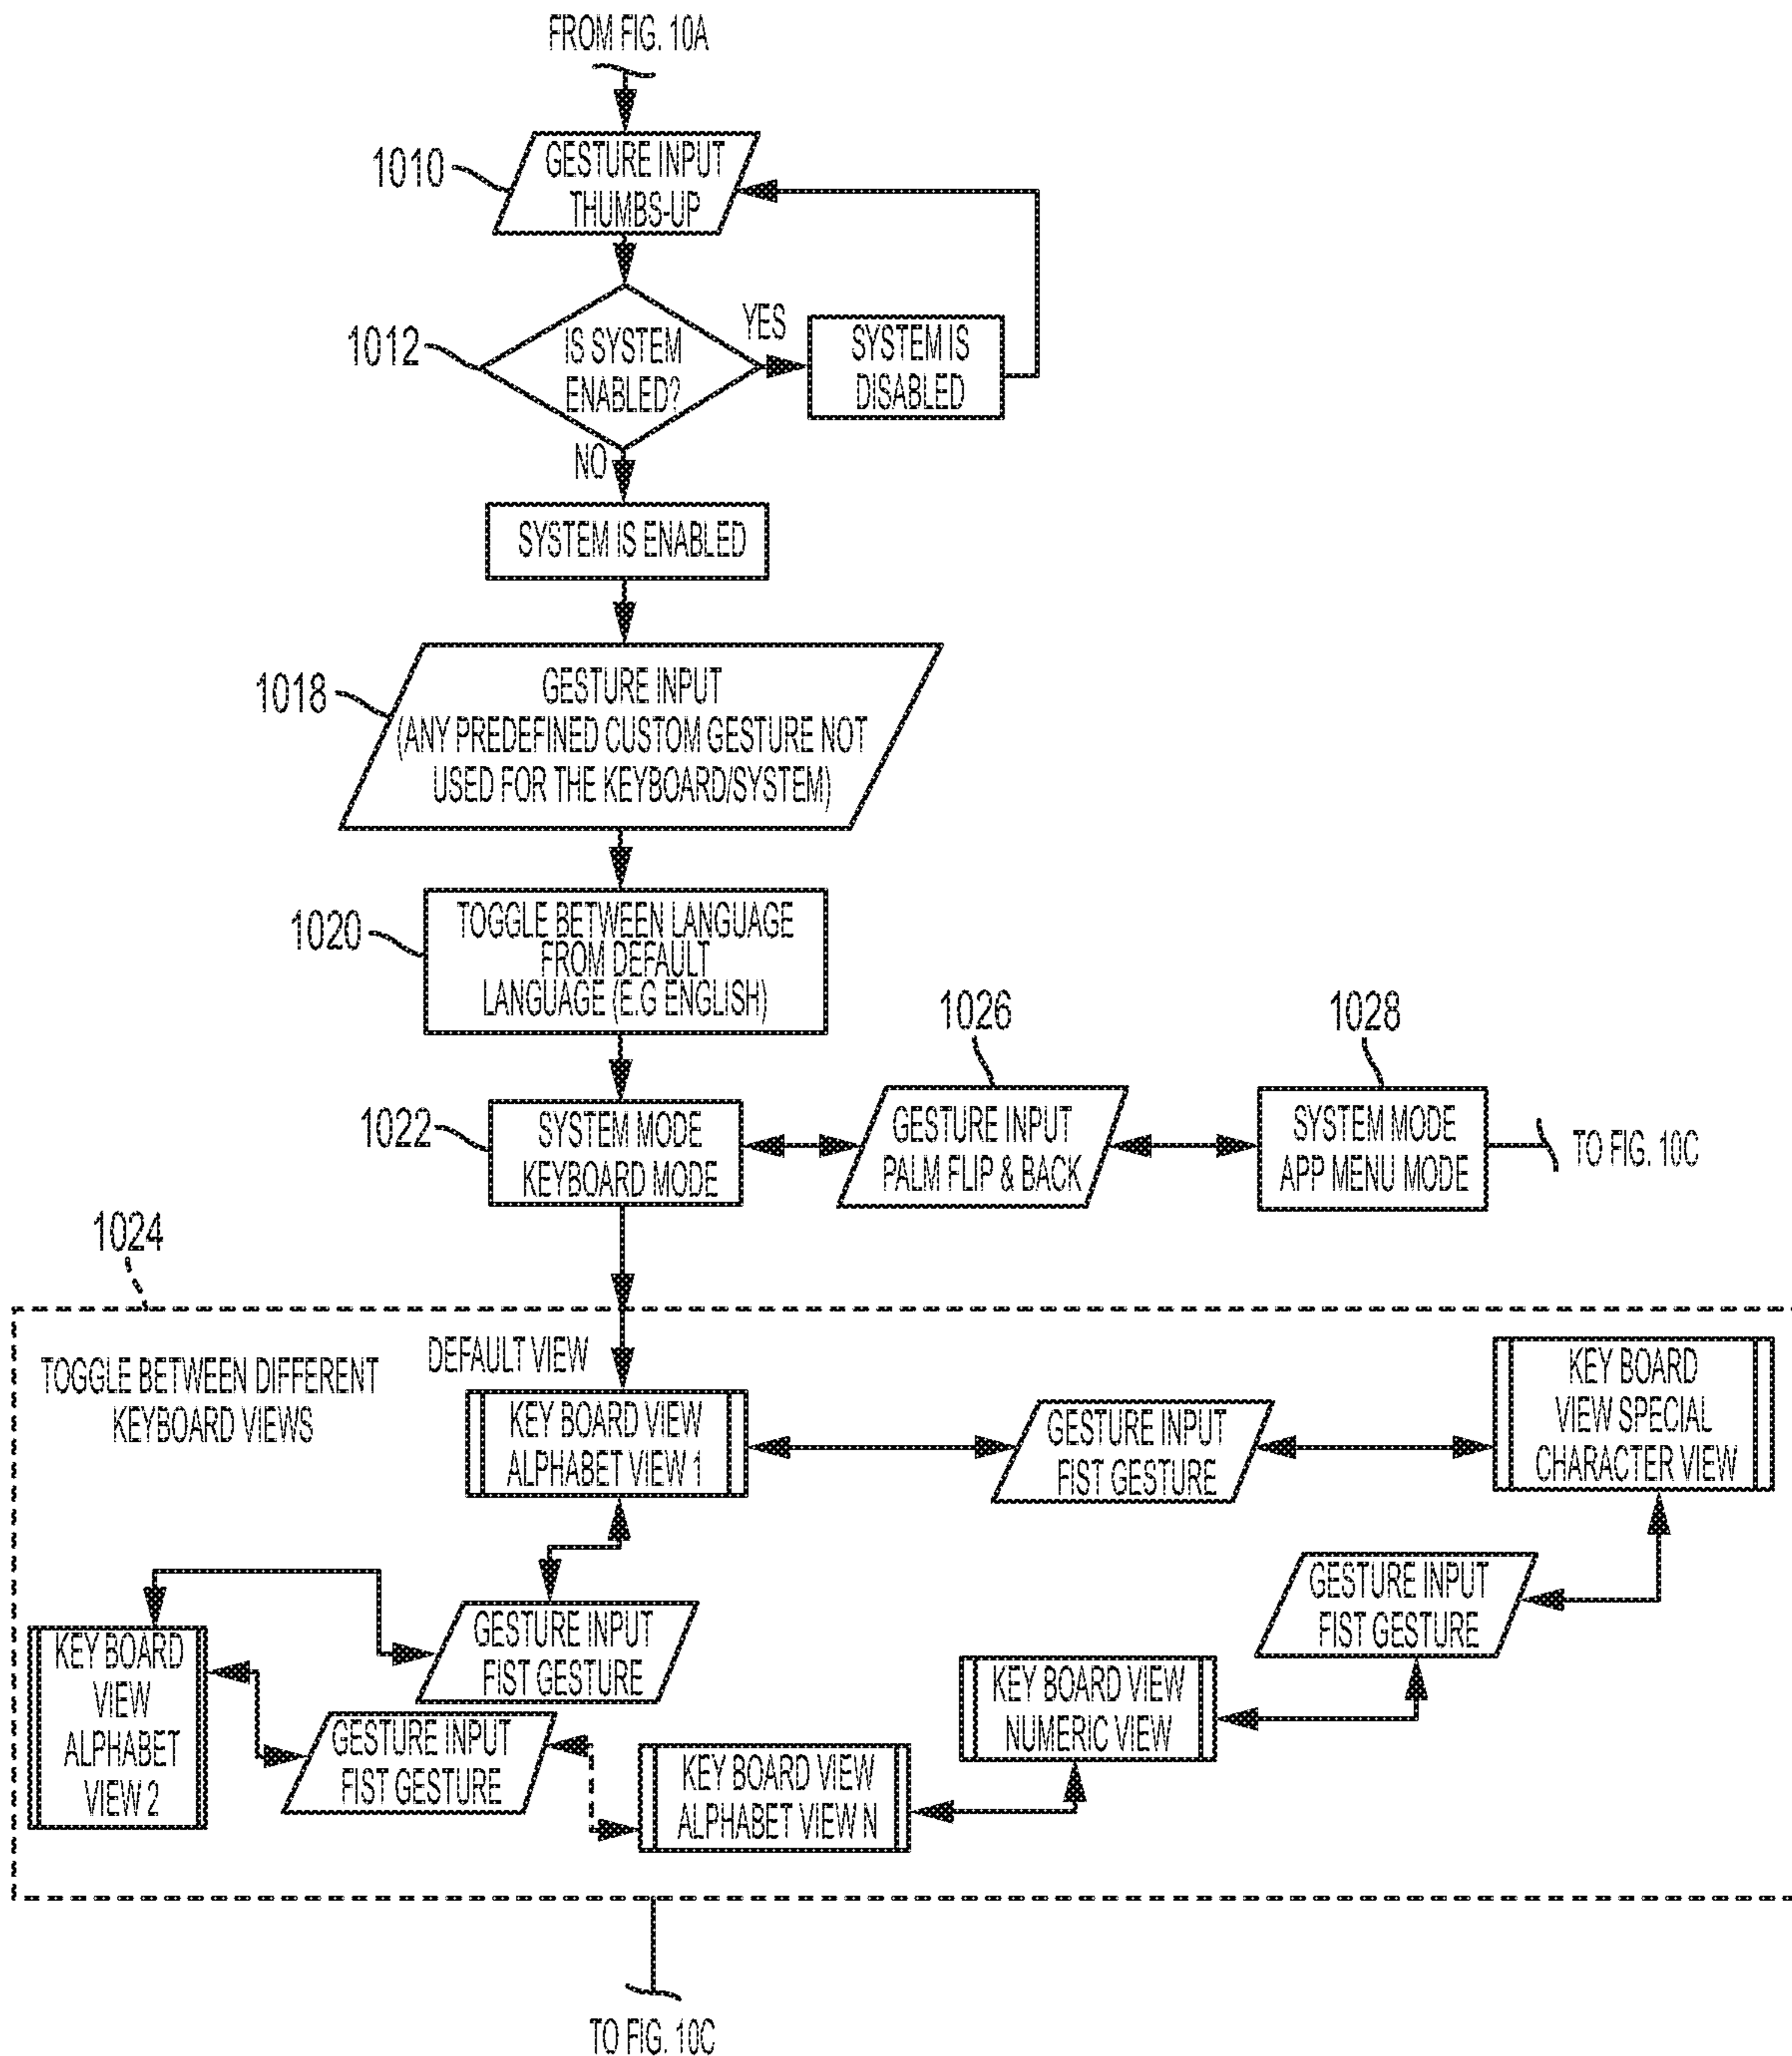 FROM FIG. 10A
1010
GESTURE INPUT
THUMBS-UP
1012
IS SYSTEM
ENABLED?
YES
SYSTEM IS
DISABLED
NO
SYSTEM IS ENABLED
1018
GESTURE INPUT
(ANY PREDEFINED CUSTOM GESTURE NOT
USED FOR THE KEYBOARD/SYSTEM)
1020
TOGGLE BETWEEN LANGUAGE
FROM DEFAULT
LANGUAGE (E.G ENGLISH)
1022
SYSTEM MODE
KEYBOARD MODE
1026
GESTURE INPUT
PALM FLIP & BACK
1028
SYSTEM MODE
APP MENU MODE
TO FIG. 10C
1024
TOGGLE BETWEEN DIFFERENT
KEYBOARD VIEWS
DEFAULT VIEW
KEY BOARD VIEW
ALPHABET VIEW 1
GESTURE INPUT
FIST GESTURE
KEY BOARD
VIEW SPECIAL
CHARACTER VIEW
GESTURE INPUT
FIST GESTURE
GESTURE INPUT
FIST GESTURE
KEY BOARD
VIEW
ALPHABET
VIEW 2
GESTURE INPUT
FIST GESTURE
KEY BOARD VIEW
ALPHABET VIEW N
KEY BOARD VIEW
NUMERIC VIEW
TO FIG. 10C